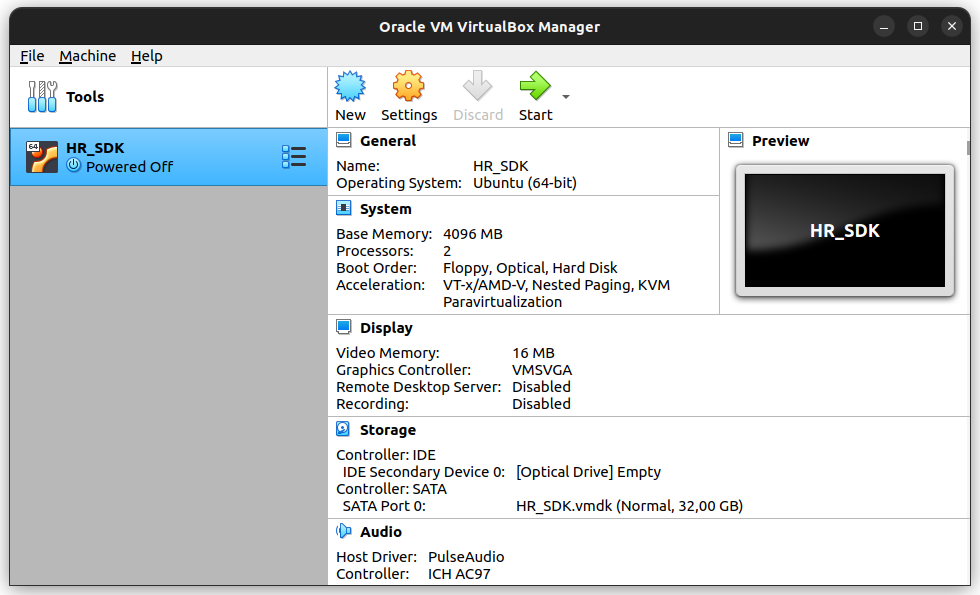 Oracle VM VirtualBox Manager
File Machine Help
Tools
New Settings Discard Start
64
HR_SDK
Powered Off
General
Name: HR_SDK
Operating System: Ubuntu (64-bit)
Preview
HR_SDK
System
Base Memory: 4096 MB
Processors: 2
Boot Order: Floppy, Optical, Hard Disk
Acceleration: VT-x/AMD-V, Nested Paging, KVM
Paravirtualization
Display
Video Memory: 16 MB
Graphics Controller: VMSVGA
Remote Desktop Server: Disabled
Recording: Disabled
Storage
Controller: IDE
IDE Secondary Device 0: [Optical Drive] Empty
Controller: SATA
SATA Port 0: HR_SDK.vmdk (Normal, 32,00 GB)
Audio
Host Driver: PulseAudio
Controller: ICH AC97